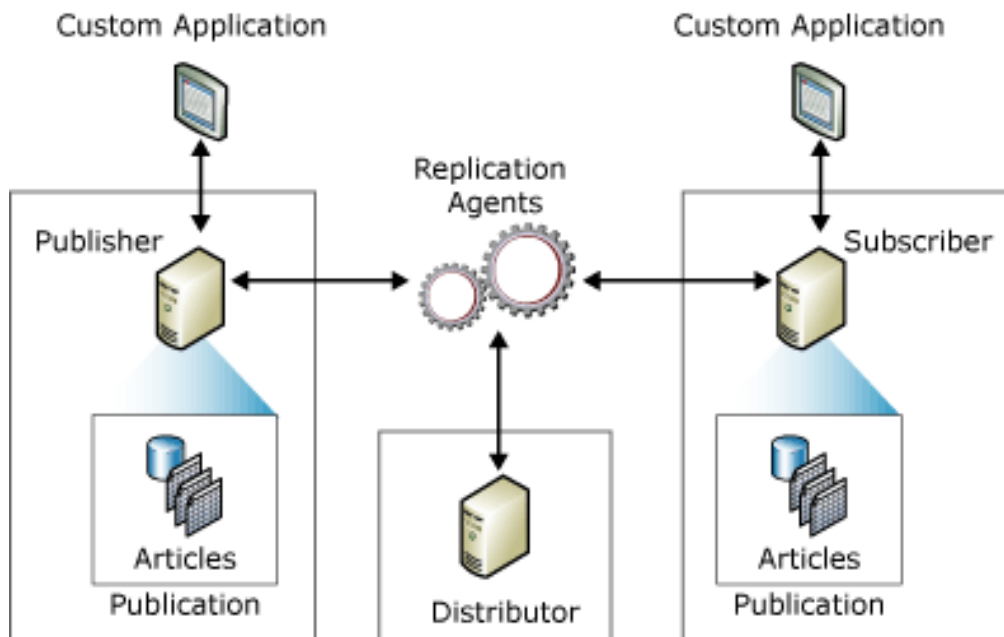 Custom Application
Custom Application
Replication
Agents
Publisher
Subscriber
Articles
Publication
Distributor
Articles
Publication